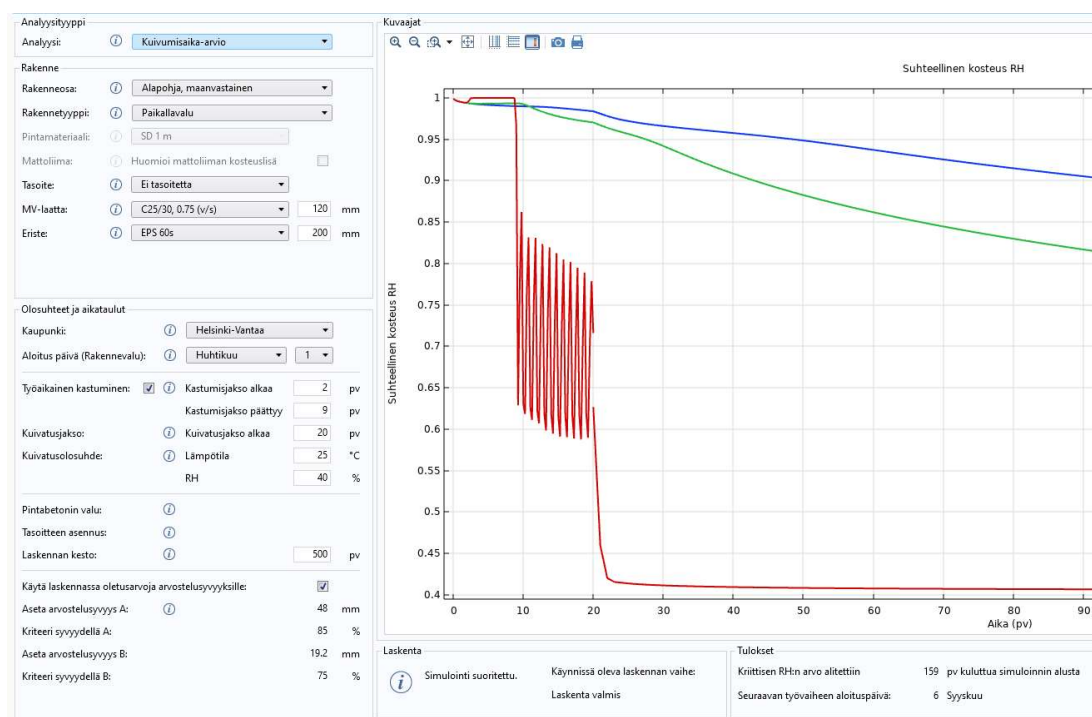 Analyysityyppi
Analyysi: Kuivumisaika-arvio
Rakenne
Rakenneosa: Alapohja, maanvastainen
Rakennetyyppi: Paikallavalu
Pintamateriaali: SD 1 m
Mattoliima: Huomioi mattoliiman kosteuslisä
Tasoite: Ei tasoitetta
MV-laatta: C25/30, 0.75 (v/s) 120 mm
Eriste: EPS 60s 200 mm
Olosuhteet ja aikataulut
Kaupunki: Helsinki-Vantaa
Aloitus päivä (Rakennevalu): Huhtikuu 1
Työaikainen kastuminen: Kastumisjakso alkaa 2 pv
Kastumisjakso päättyy 9 pv
Kuivatusjakso: Kuivatusjakso alkaa 20 pv
Kuivatusolosuhde: Lämpötila 25 °C
RH 40 %
Pintabetonin valu:
Tasoitteen asennus:
Laskennan kesto: 500 pv
Käytä laskennassa oletusarvoja arvostelusyvyyksille:
Aseta arvostelusyvyys A: 48 mm
Kriteeri syvyydellä A: 85 %
Aseta arvostelusyvyys B: 19.2 mm
Kriteeri syvyydellä B: 75 %
Kuvaajat
Suhteellinen kosteus RH
Suhteellinen kosteus RH
1
0.95
0.9
0.85
0.8
0.75
0.7
0.65
0.6
0.55
0.5
0.45
0.4
0 10 20 30 40 50 60 70 80 90
Aika (pv)
Laskenta
Simulointi suoritettu. Käynnissä oleva laskennan vaihe:
Laskenta valmis
Tulokset
Kriittisen RH:n arvo alitettiin 159 pv kuluttua simuloinnin alusta
Seuraavan työvaiheen aloituspäivä: 6 Syyskuu